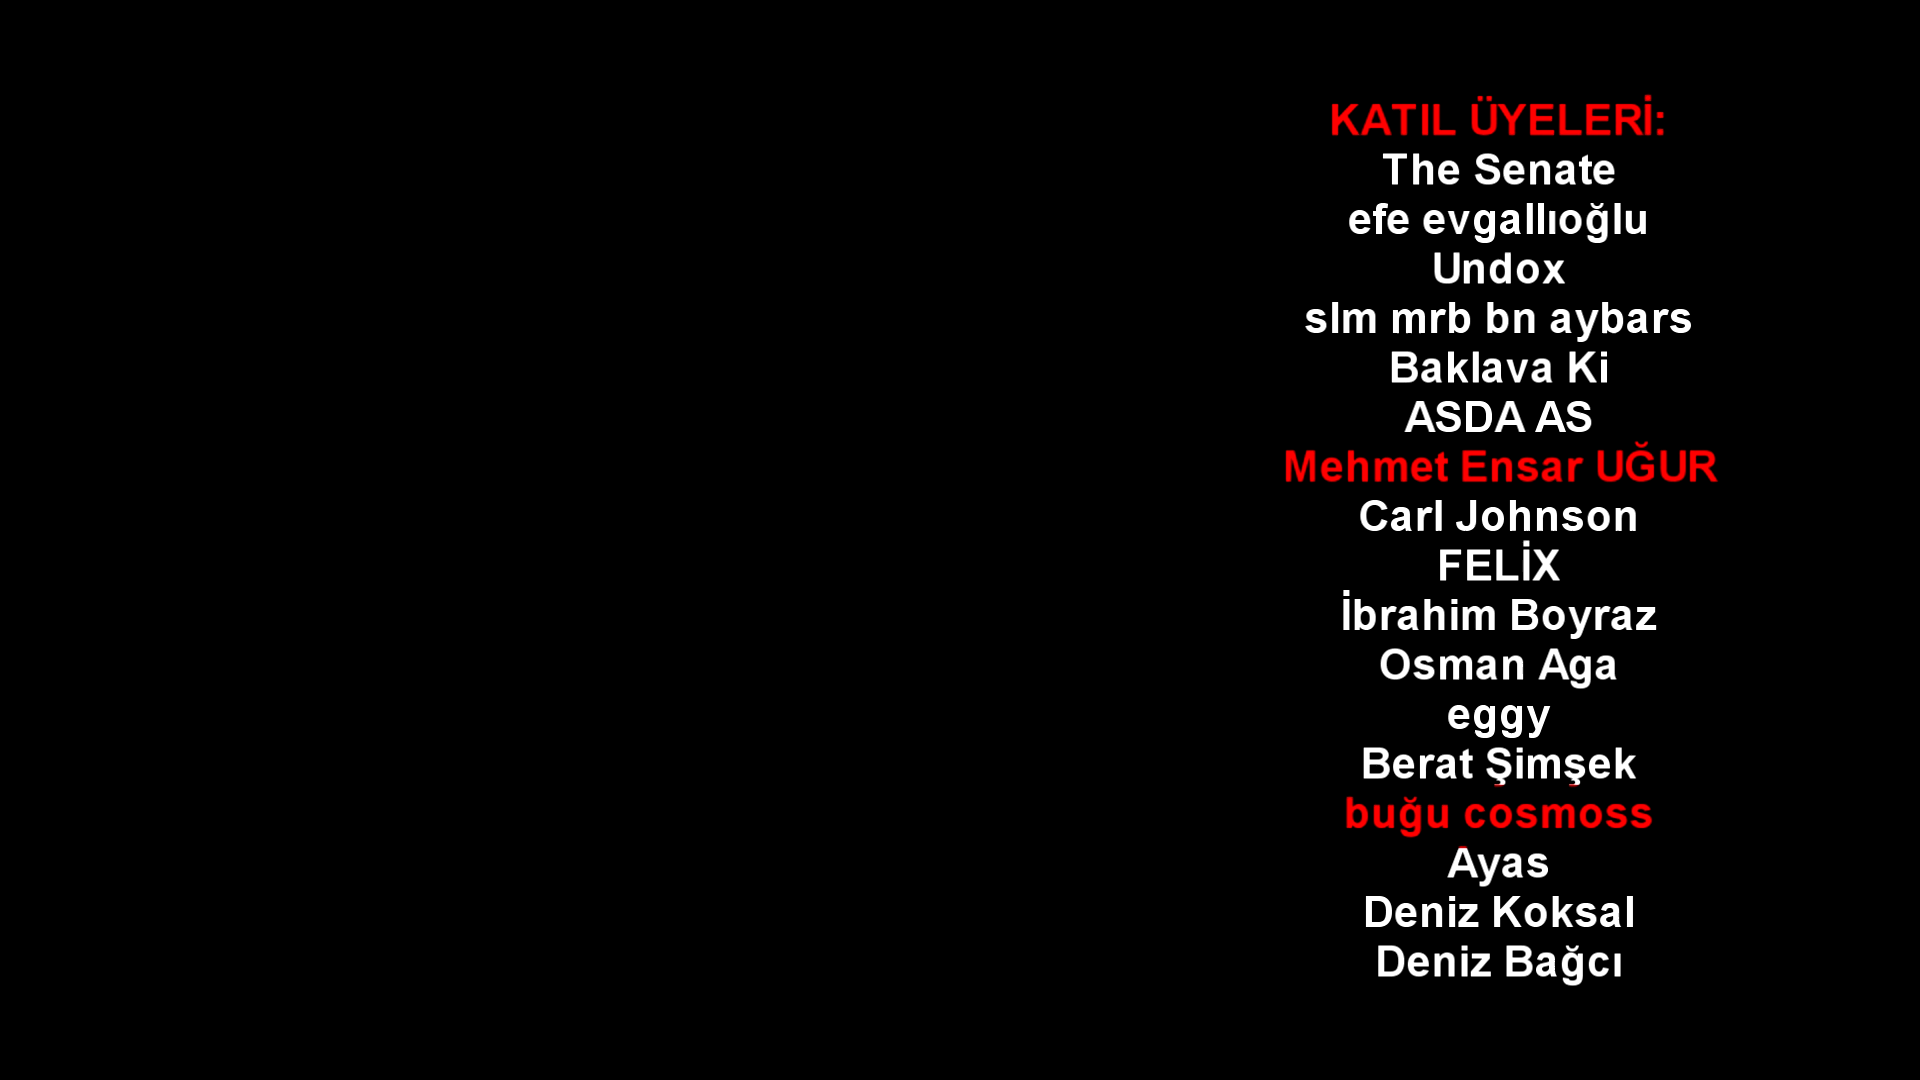 KATIL ÜYELERİ:
The Senate
efe evgallıoğlu
Undox
slm mrb bn aybars
Baklava Ki
ASDA AS
Mehmet Ensar UĞUR
Carl Johnson
FELİX
İbrahim Boyraz
Osman Aga
eggy
Berat Şimşek
buğu cosmoss
Ayas
Deniz Koksal
Deniz Bağcı